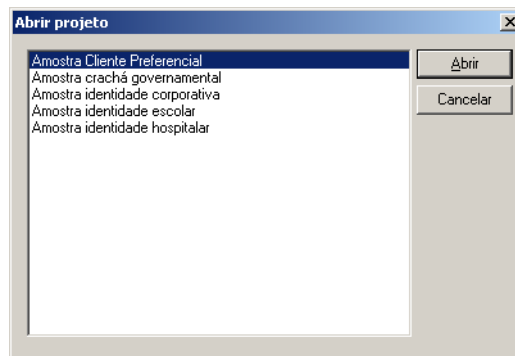 Abrir projeto
Amostra Cliente Preferencial
Amostra crachá governamental
Amostra identidade corporativa
Amostra identidade escolar
Amostra identidade hospitalar
Abrir
Cancelar